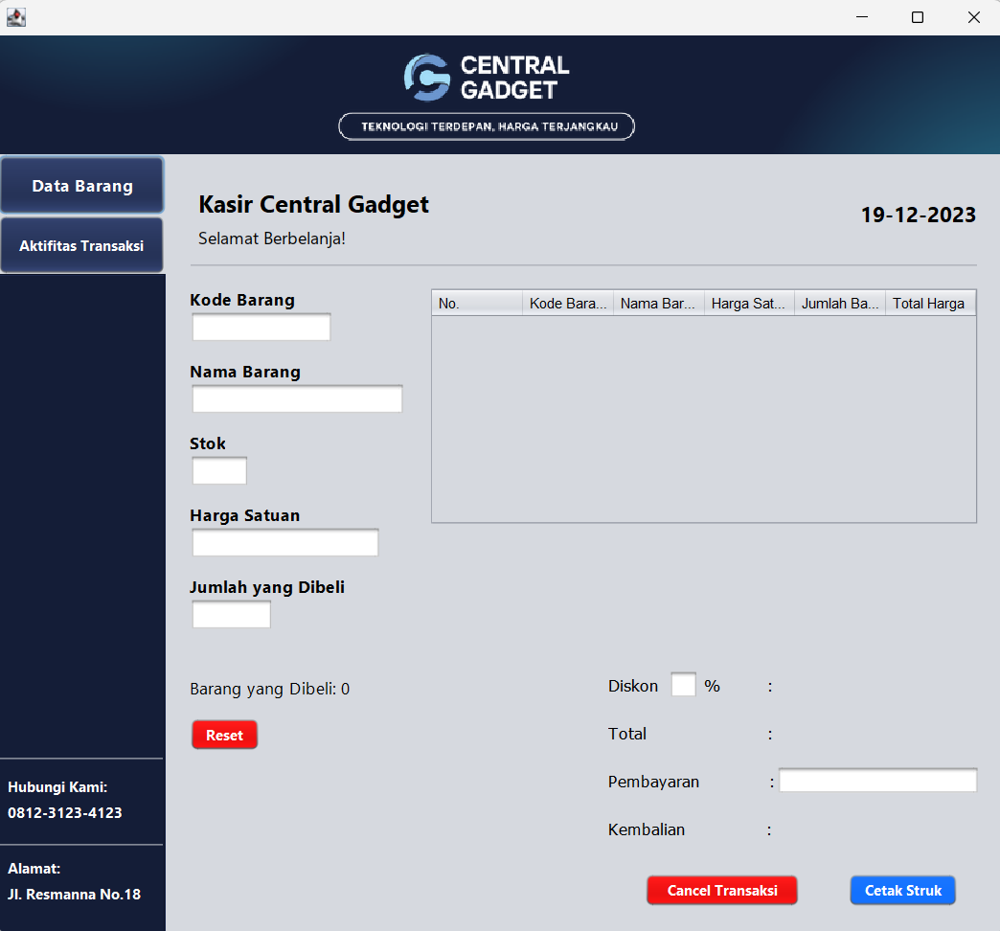 CENTRAL
GADGET
TEKNOLOGI TERDEPAN, HARGA TERJANGKAU
Data Barang
Aktifitas Transaksi
Kasir Central Gadget
Selamat Berbelanja!
19-12-2023
Kode Barang
Nama Barang
Stok
Harga Satuan
Jumlah yang Dibeli
No. Kode Bara... Nama Bar... Harga Sat... Jumlah Ba... Total Harga
Barang yang Dibeli: 0
Reset
Diskon % :
Total :
Pembayaran :
Kembalian :
Cancel Transaksi
Cetak Struk
Hubungi Kami:
0812-3123-4123
Alamat:
Jl. Resmanna No.18